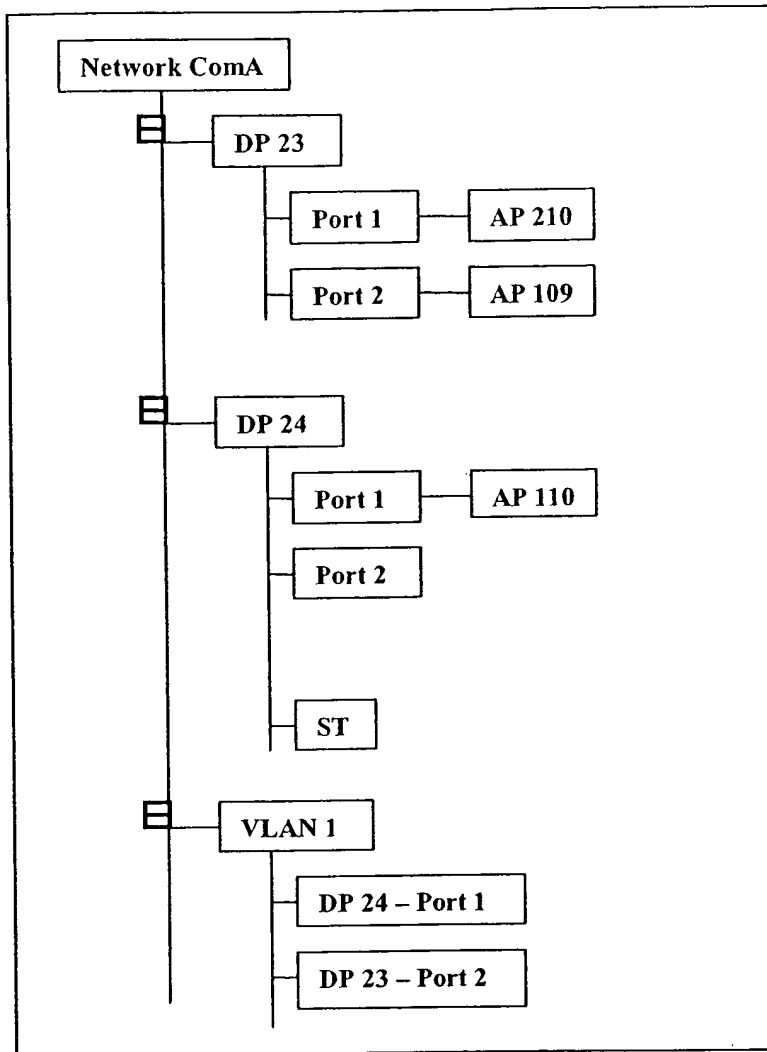 Network ComA
DP 23
Port 1
AP 210
Port 2
AP 109
DP 24
Port 1
AP 110
Port 2
ST
VLAN 1
DP 24 – Port 1
DP 23 – Port 2